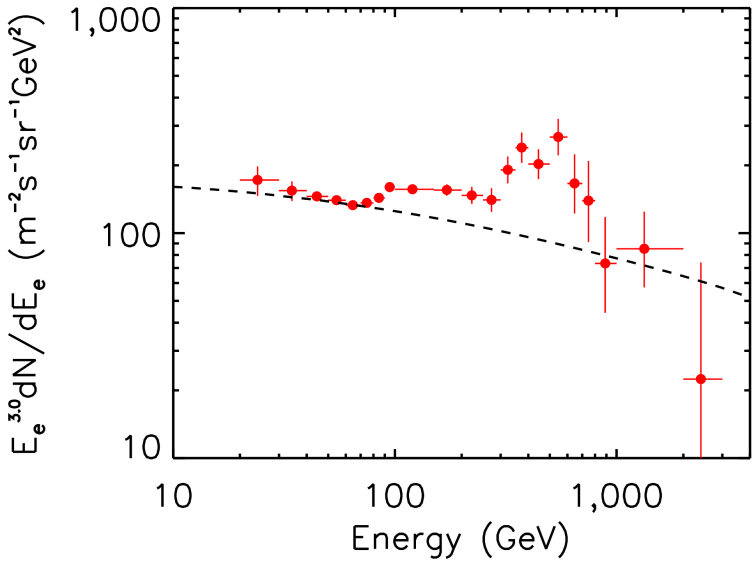 1,000
100
10
10 100 1,000
Energy (GeV)
Eₑ³·⁰dN/dEₑ (m⁻²s⁻¹sr⁻¹GeV²)